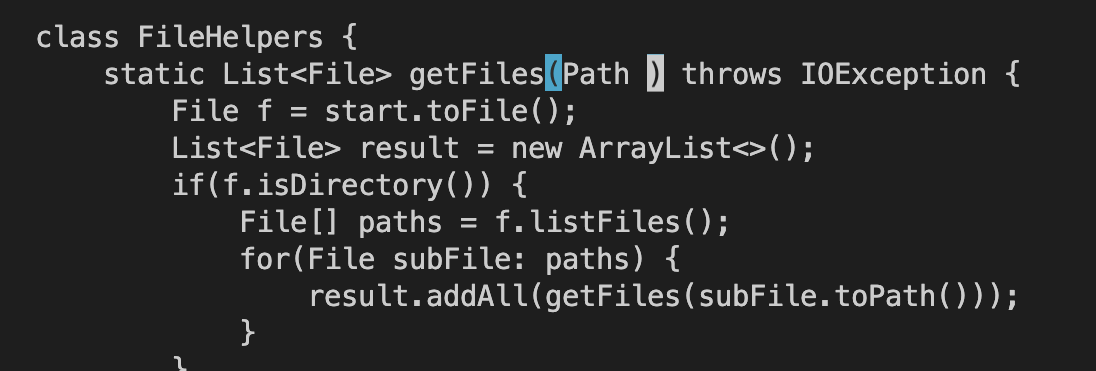 class FileHelpers {
    static List<File> getFiles(Path ) throws IOException {
        File f = start.toFile();
        List<File> result = new ArrayList<>();
        if(f.isDirectory()) {
            File[] paths = f.listFiles();
            for(File subFile: paths) {
                result.addAll(getFiles(subFile.toPath()));
            }
        }